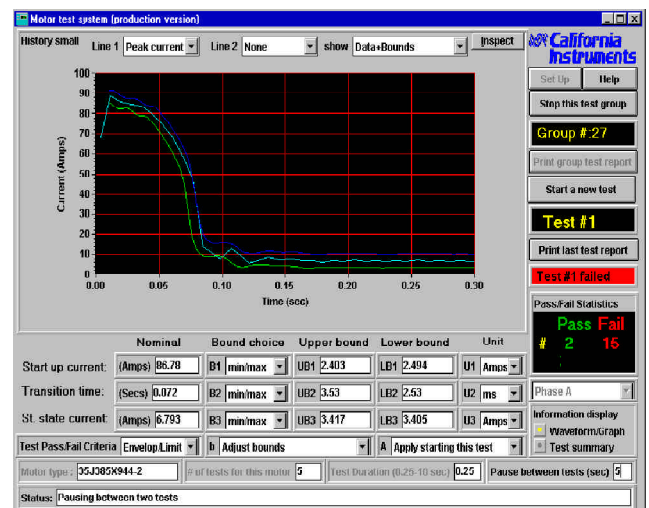 Motor test system (production version)
History small Line 1 Peak current Line 2 None show Data+Bounds Inspect
California Instruments
Set Up Help
Stop this test group
Group #:27
Print group test report
Start a new test
Test #1
Print last test report
Test #1 failed
Pass/Fail Statistics
Pass Fail
# 2 15
Phase A
Information display
Waveform/Graph
Test summary
Current (Amps)
100
90
80
70
60
50
40
30
20
10
0
0.00 0.05 0.10 0.15 0.20 0.25 0.30
Time (sec)
Nominal Bound choice Upper bound Lower bound Unit
Start up current: (Amps) 86.78 B1 min/max UB1 2.403 LB1 2.494 U1 Amps
Transition time: (Secs) 0.072 B2 min/max UB2 3.53 LB2 2.53 U2 ms
St. state current: (Amps) 6.793 B3 min/max UB3 3.417 LB3 3.405 U3 Amps
Test Pass/Fail Criteria Envelop/Limit b Adjust bounds A Apply starting this test
Motor type : 35J385X944-2 # of tests for this motor 5 Test Duration (0.25-10 sec) 0.25 Pause between tests (sec) 5
Status: Pausing between two tests